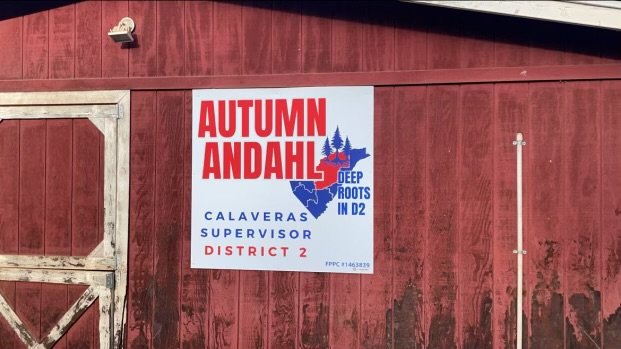 AUTUMN
ANDAHL
DEEP
ROOTS
IN D2
CALAVERAS
SUPERVISOR
DISTRICT 2
FPPC #1463839